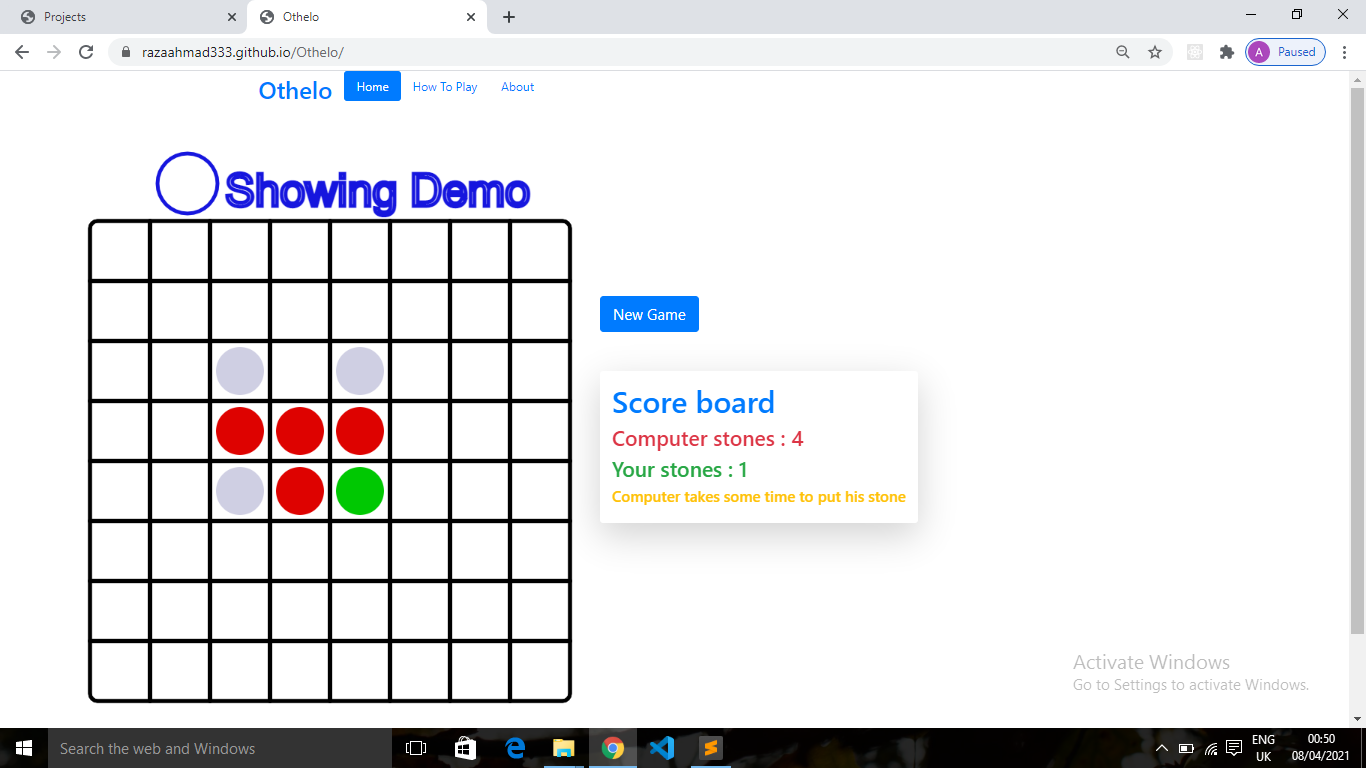 Projects
Othelo
razaahmad333.github.io/Othelo/
A
Paused
Othelo
Home
How To Play
About
Showing Demo
New Game
Score board
Computer stones : 4
Your stones : 1
Computer takes some time to put his stone
Activate Windows
Go to Settings to activate Windows.
Search the web and Windows
ENG
UK
00:50
08/04/2021